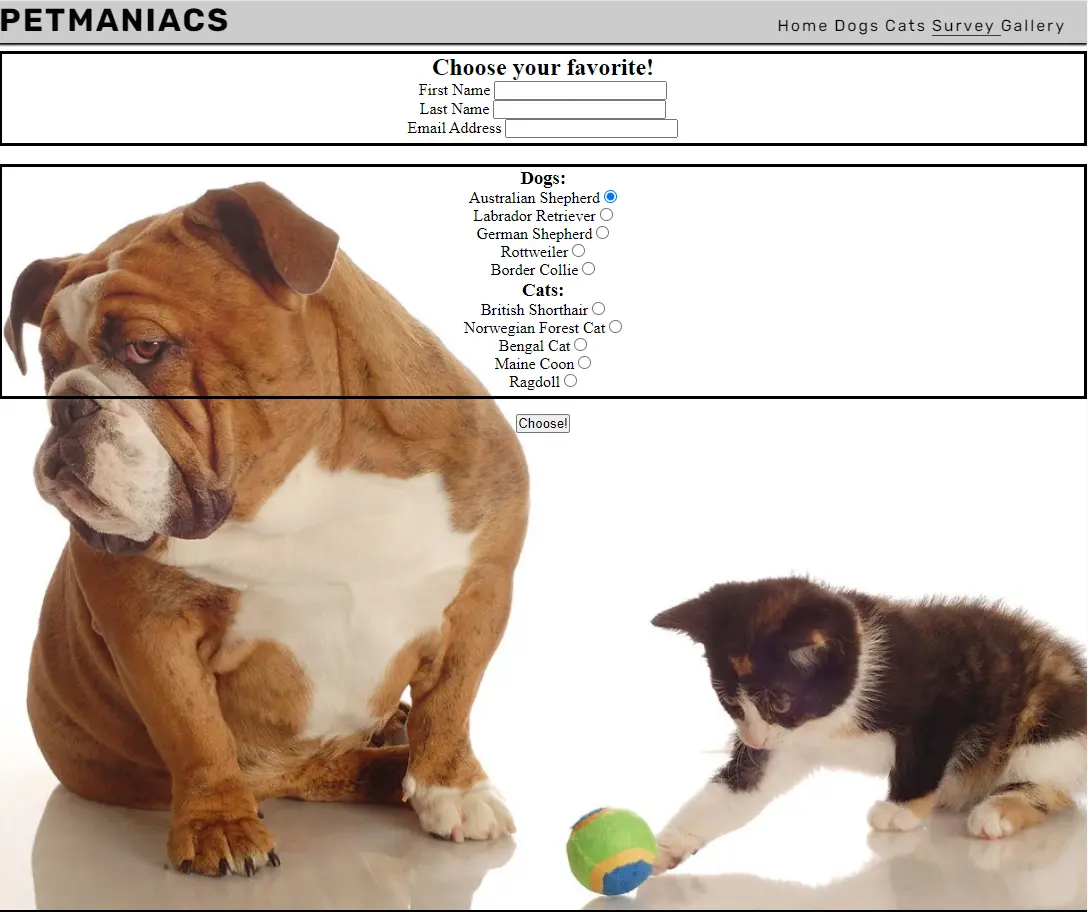 PETMANIACS
Home Dogs Cats Survey Gallery
Choose your favorite!
First Name
Last Name
Email Address
Dogs:
Australian Shepherd
Labrador Retriever
German Shepherd
Rottweiler
Border Collie
Cats:
British Shorthair
Norwegian Forest Cat
Bengal Cat
Maine Coon
Ragdoll
Choose!